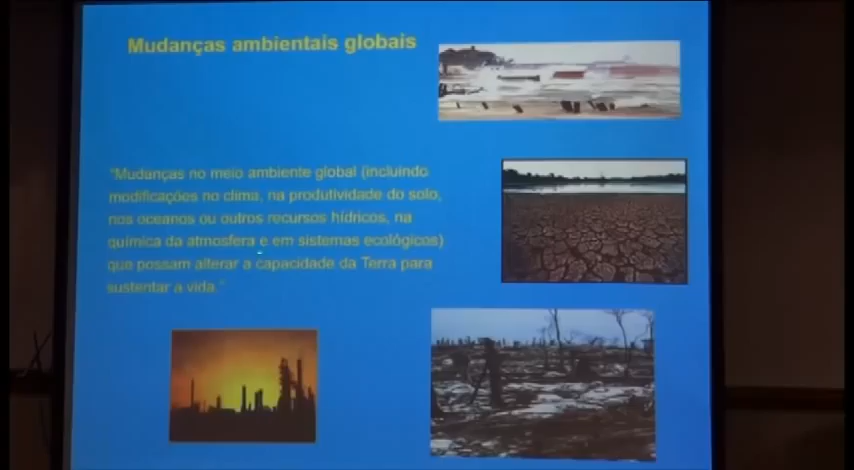 Mudanças ambientais globais
"Mudanças no meio ambiente global (incluindo
modificações no clima, na produtividade do solo,
nos oceanos ou outros recursos hídricos, na
química da atmosfera e em sistemas ecológicos)
que possam alterar a capacidade da Terra para
sustentar a vida."